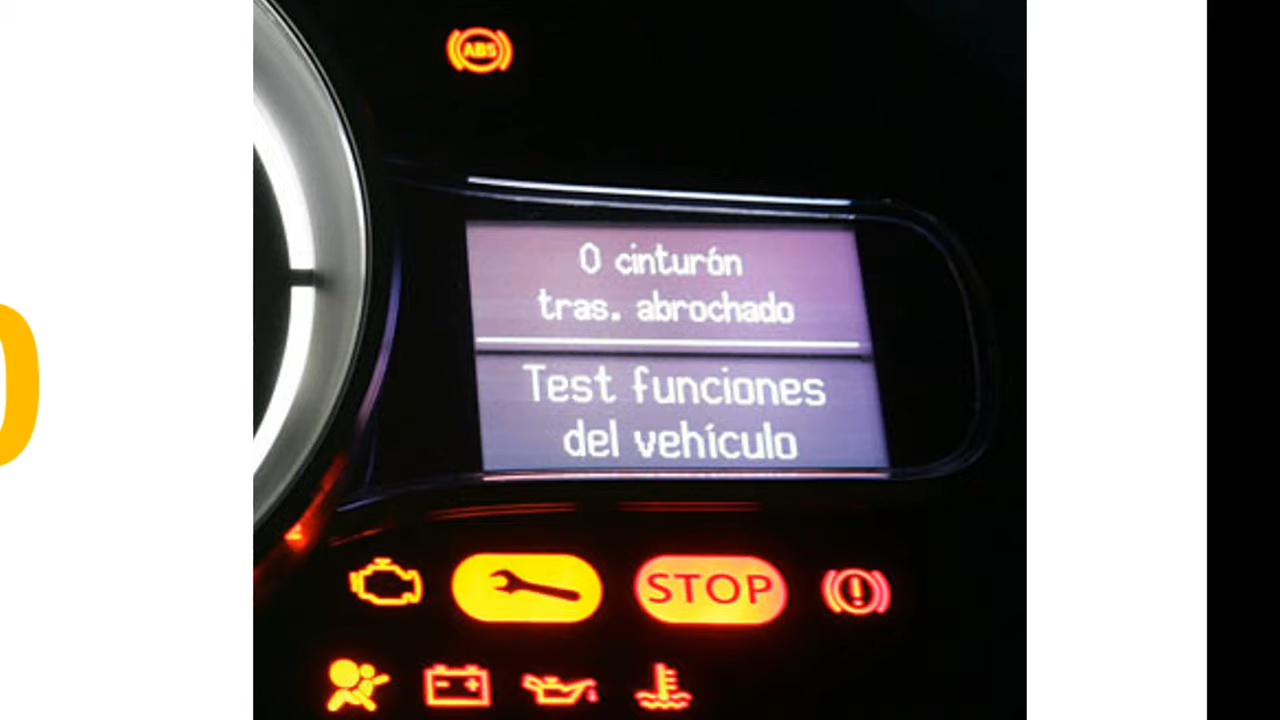 ABS
0 cinturón
tras. abrochado
Test funciones
del vehículo
STOP